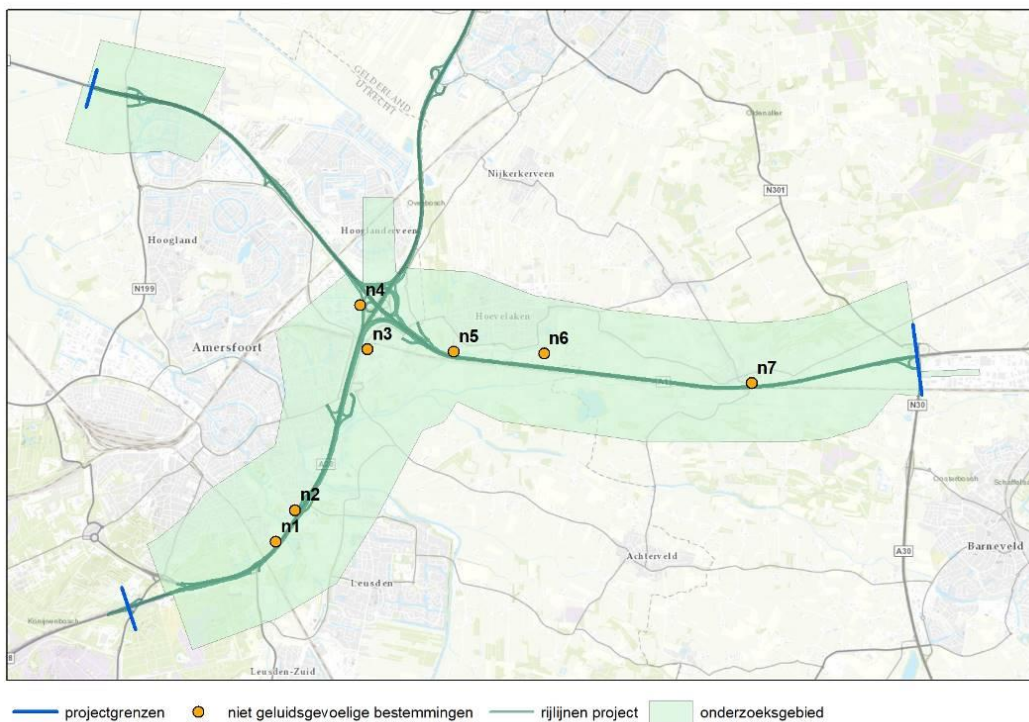 GELDERLAND
UTRECHT
Oldenaller
Nijkerkerveen
N301
Hooglanderveen
Hoogland
N199
n4
Hoevelaken
n3
n5
n6
Amersfoort
n7
N30
n2
n1
Achterveld
A30
Barneveld
Leusden
Leusden-Zuid
projectgrenzen
niet geluidsgevoelige bestemmingen
rijlijnen project
onderzoeksgebied